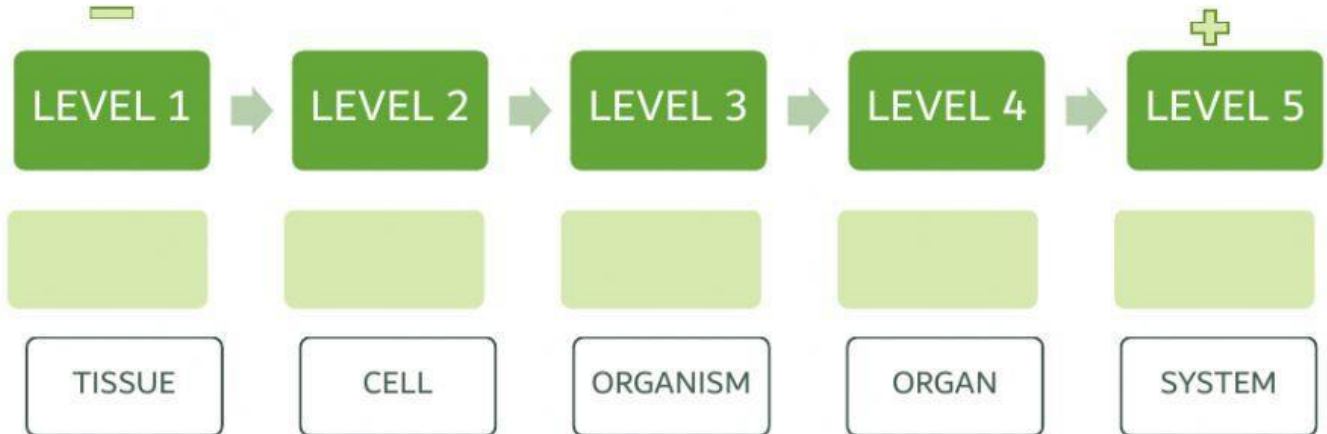 LEVEL 1 LEVEL 2 LEVEL 3 LEVEL 4 LEVEL 5
TISSUE CELL ORGANISM ORGAN SYSTEM